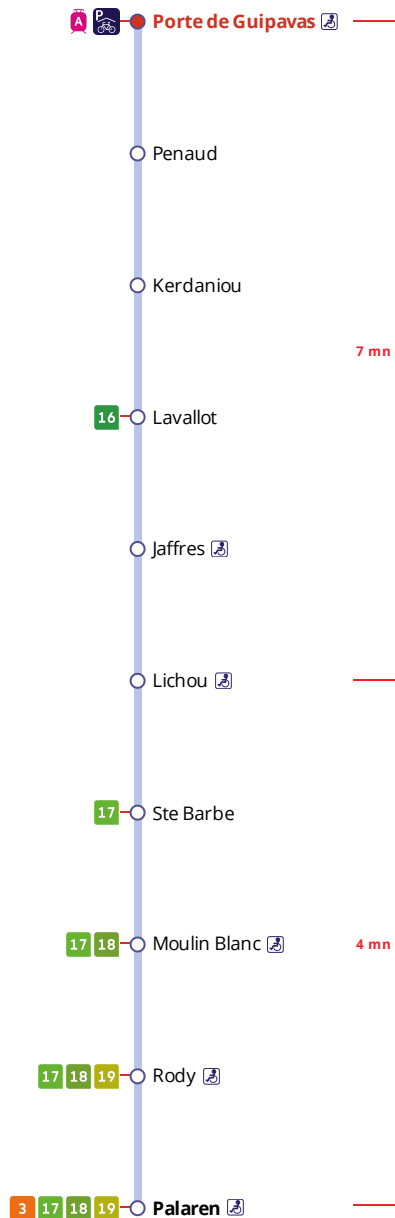 A P Porte de Guipavas
Penaud
Kerdaniou
7 mn
16 Lavallot
Jaffres
Lichou
17 Ste Barbe
17 18 Moulin Blanc 4 mn
17 18 19 Rody
3 17 18 19 Palaren